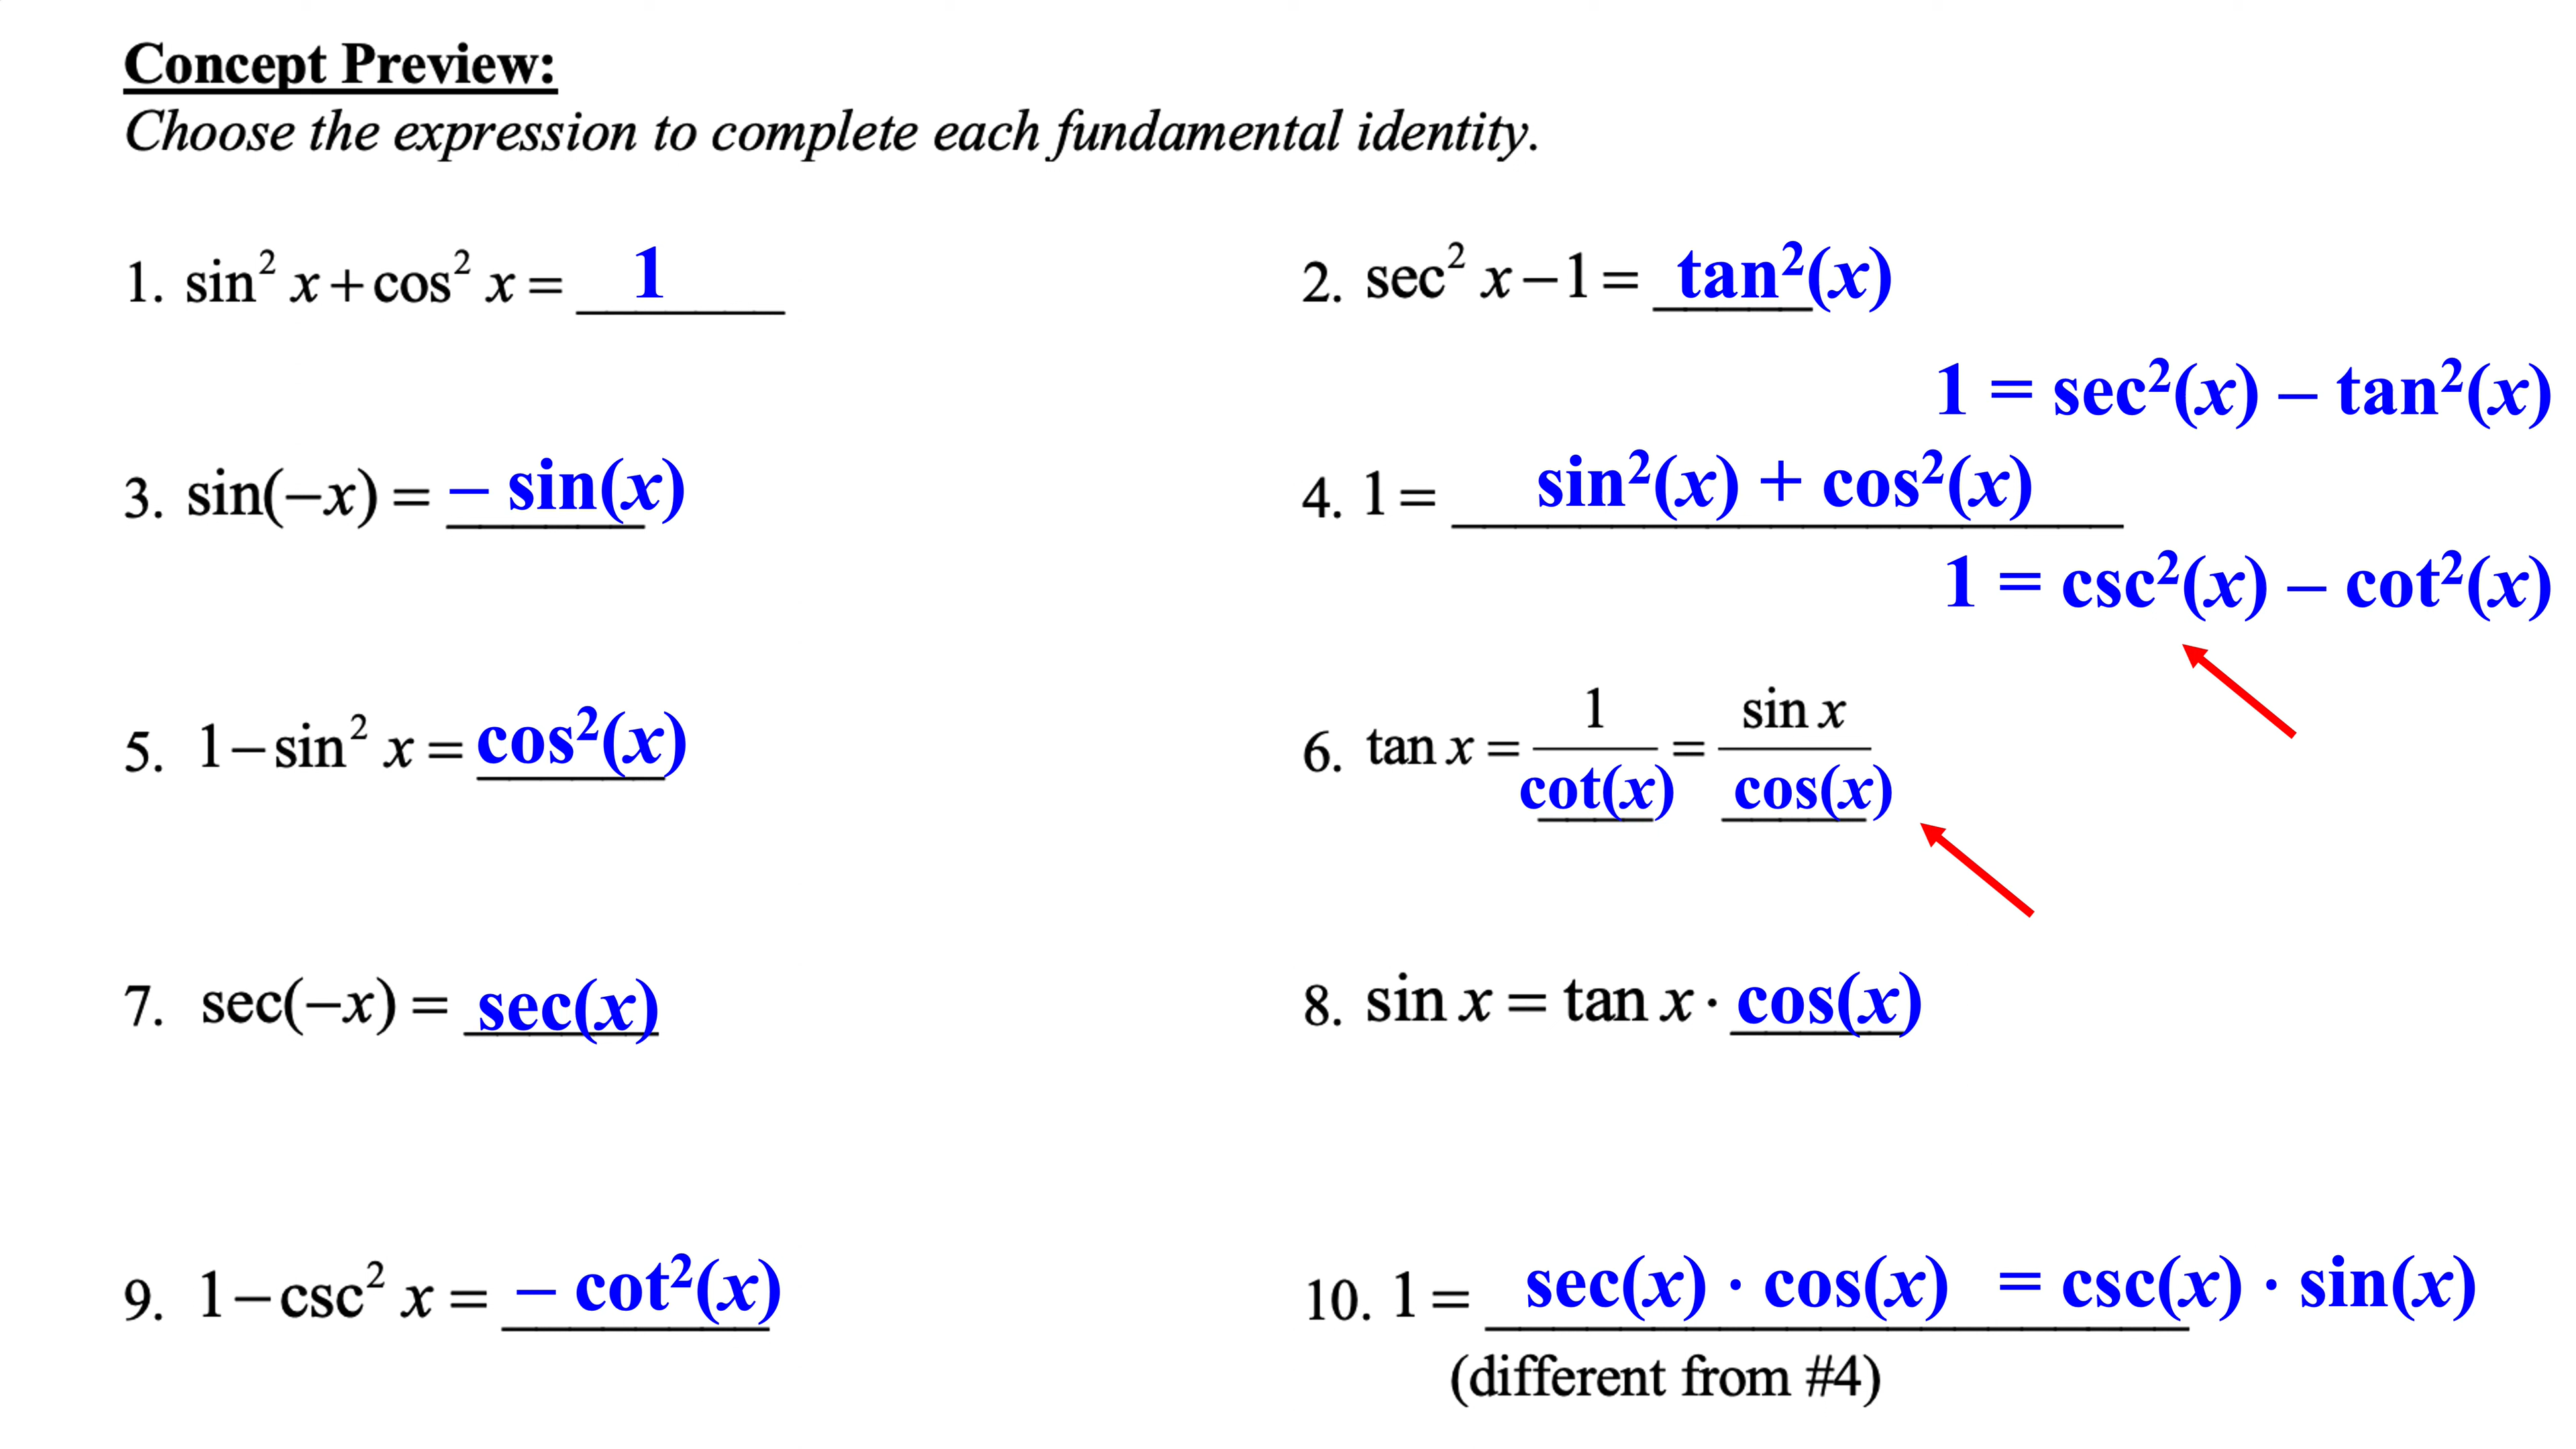 Concept Preview:
Choose the expression to complete each fundamental identity.
1. sin² x + cos² x = 1
2. sec² x − 1 = tan²(x)
1 = sec²(x) – tan²(x)
3. sin(−x) = – sin(x)
4. 1 = sin²(x) + cos²(x)
1 = csc²(x) – cot²(x)
5. 1 − sin² x = cos²(x)
6. tan x = 1/cot(x) = sin x/cos(x)
7. sec(−x) = sec(x)
8. sin x = tan x · cos(x)
9. 1 − csc² x = – cot²(x)
10. 1 = sec(x) · cos(x) = csc(x) · sin(x)
(different from #4)